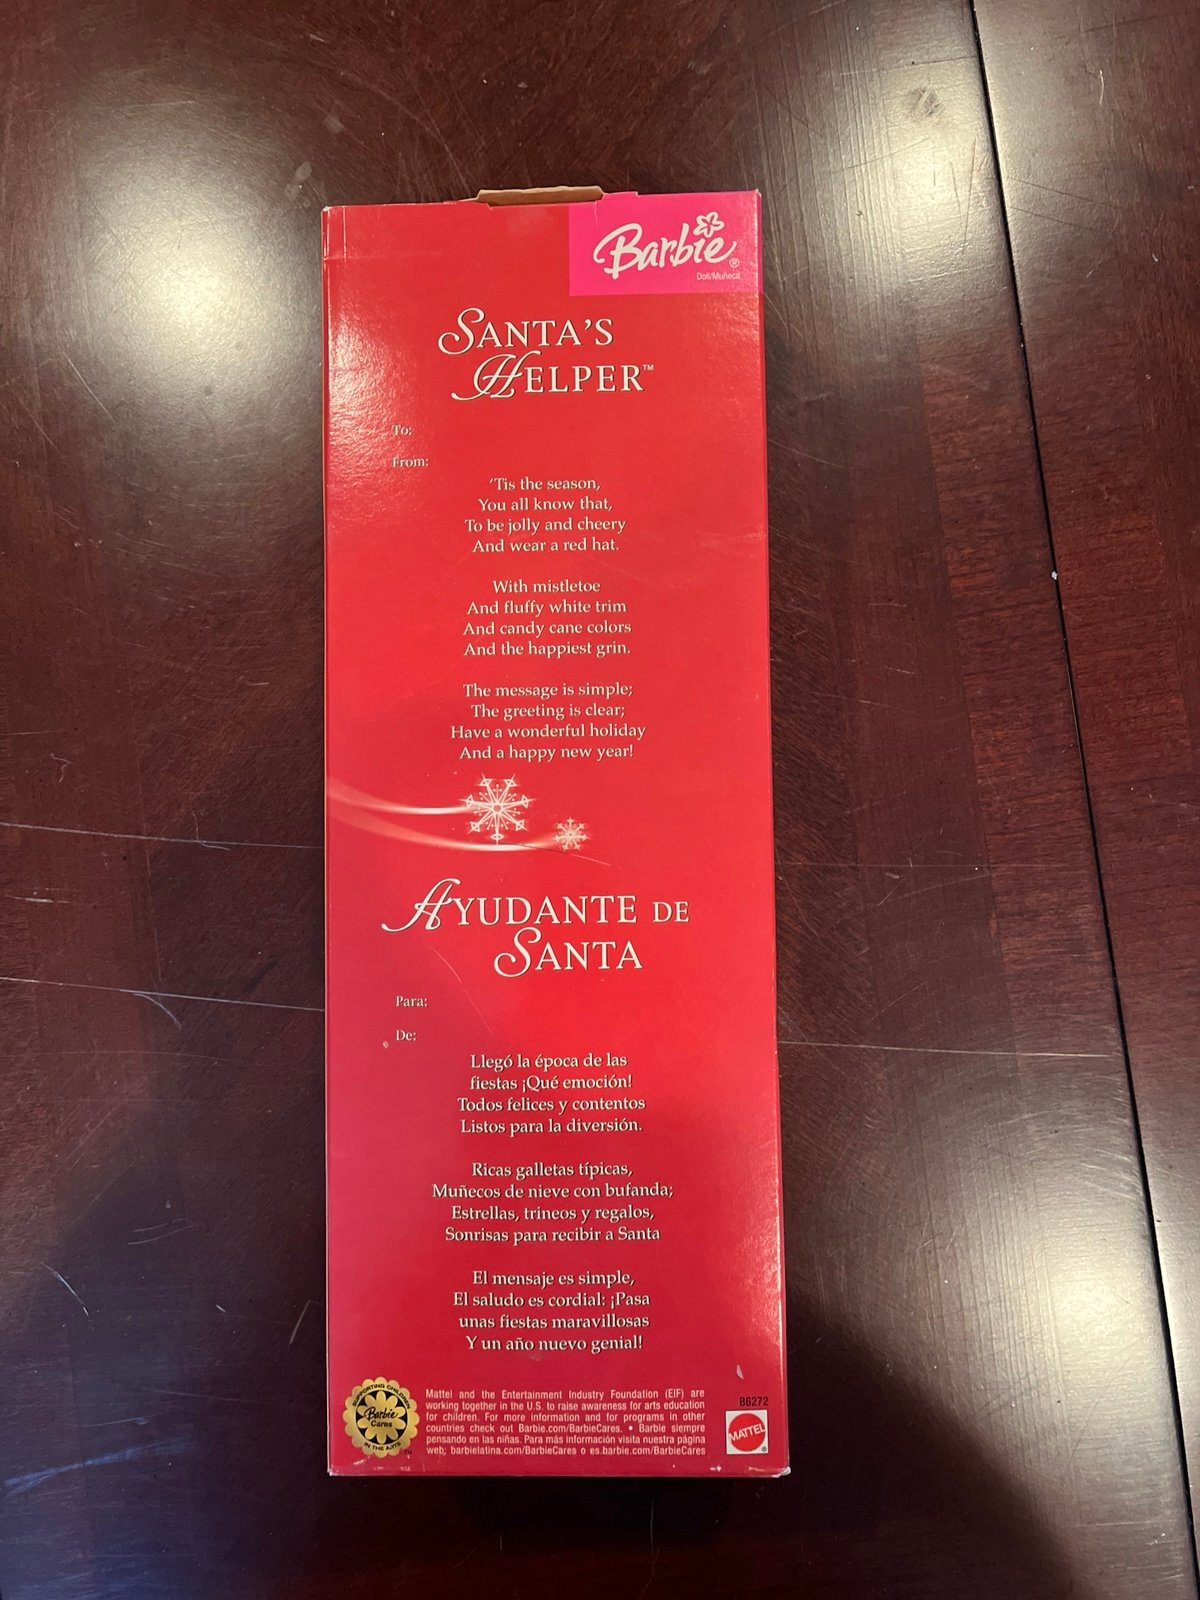 Barbie®
Doll/Muñeca
SANTA'S
HELPER™
To:
From:
'Tis the season,
You all know that,
To be jolly and cheery
And wear a red hat.
With mistletoe
And fluffy white trim
And candy cane colors
And the happiest grin.
The message is simple;
The greeting is clear;
Have a wonderful holiday
And a happy new year!
AYUDANTE DE
SANTA
Para:
De:
Llegó la época de las
fiestas ¡Qué emoción!
Todos felices y contentos
Listos para la diversión.
Ricas galletas típicas,
Muñecos de nieve con bufanda;
Estrellas, trineos y regalos,
Sonrisas para recibir a Santa
El mensaje es simple,
El saludo es cordial: ¡Pasa
unas fiestas maravillosas
Y un año nuevo genial!
SUPPORTING CHILDREN
Barbie
Cares
IN THE ARTS
™
Mattel and the Entertainment Industry Foundation (EIF) are
working together in the U.S. to raise awareness for arts education
for children. For more information and for programs in other
countries check out Barbie.com/BarbieCares. • Barbie siempre
pensando en las niñas. Para más información visita nuestra página
web; barbielatina.com/BarbieCares o es.barbie.com/BarbieCares
B6272
MATTEL
®